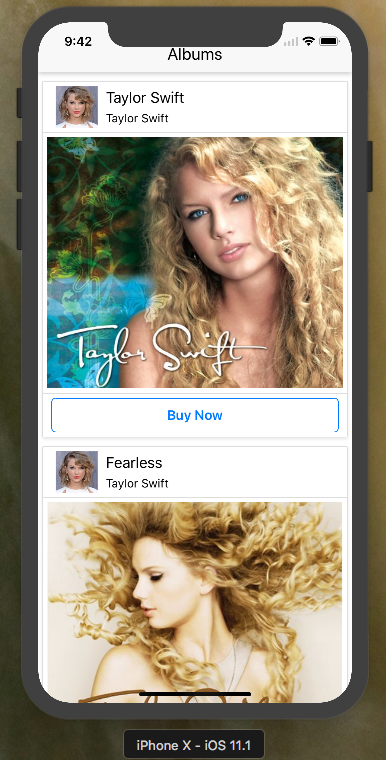 9:42
Albums
Taylor Swift
Taylor Swift
Taylor Swift
Buy Now
Fearless
Taylor Swift
iPhone X - iOS 11.1